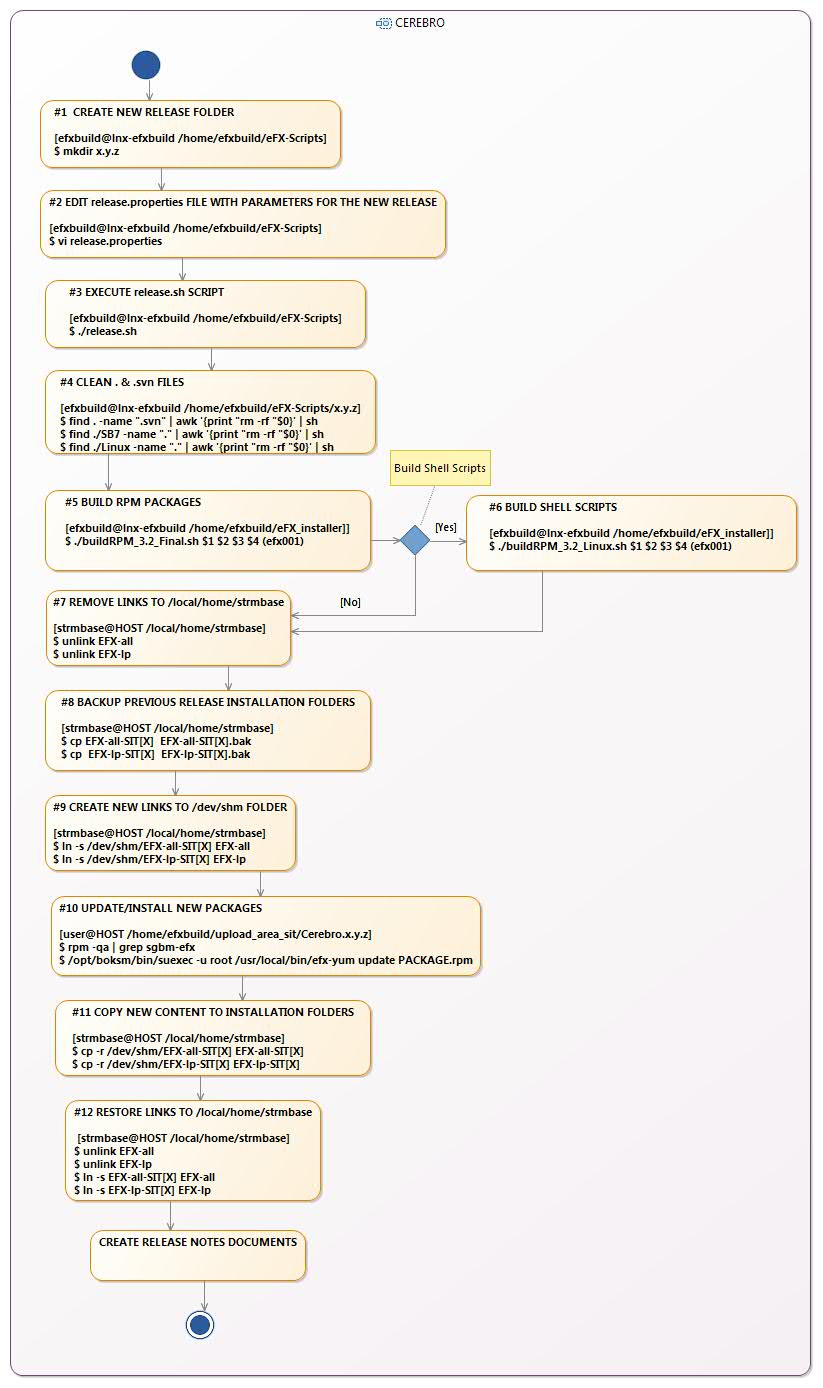 CEREBRO
#1  CREATE NEW RELEASE FOLDER
[efxbuild@lnx-efxbuild /home/efxbuild/eFX-Scripts]
$ mkdir x.y.z
#2 EDIT release.properties FILE WITH PARAMETERS FOR THE NEW RELEASE
[efxbuild@lnx-efxbuild /home/efxbuild/eFX-Scripts]
$ vi release.properties
#3 EXECUTE release.sh SCRIPT
[efxbuild@lnx-efxbuild /home/efxbuild/eFX-Scripts]
$ ./release.sh
#4 CLEAN . & .svn FILES
[efxbuild@lnx-efxbuild /home/efxbuild/eFX-Scripts/x.y.z]
$ find . -name ".svn" | awk '{print "rm -rf "$0}' | sh
$ find ./SB7 -name "." | awk '{print "rm -rf "$0}' | sh
$ find ./Linux -name "." | awk '{print "rm -rf "$0}' | sh
Build Shell Scripts
#5 BUILD RPM PACKAGES
[efxbuild@lnx-efxbuild /home/efxbuild/eFX_installer]]
$ ./buildRPM_3.2_Final.sh $1 $2 $3 $4 (efx001)
[Yes]
#6 BUILD SHELL SCRIPTS
[efxbuild@lnx-efxbuild /home/efxbuild/eFX_installer]]
$ ./buildRPM_3.2_Linux.sh $1 $2 $3 $4 (efx001)
[No]
#7 REMOVE LINKS TO /local/home/strmbase
[strmbase@HOST /local/home/strmbase]
$ unlink EFX-all
$ unlink EFX-lp
#8 BACKUP PREVIOUS RELEASE INSTALLATION FOLDERS
[strmbase@HOST /local/home/strmbase]
$ cp EFX-all-SIT[X]  EFX-all-SIT[X].bak
$ cp  EFX-lp-SIT[X]  EFX-lp-SIT[X].bak
#9 CREATE NEW LINKS TO /dev/shm FOLDER
[strmbase@HOST /local/home/strmbase]
$ ln -s /dev/shm/EFX-all-SIT[X] EFX-all
$ ln -s /dev/shm/EFX-lp-SIT[X] EFX-lp
#10 UPDATE/INSTALL NEW PACKAGES
[user@HOST /home/efxbuild/upload_area_sit/Cerebro.x.y.z]
$ rpm -qa | grep sgbm-efx
$ /opt/boksm/bin/suexec -u root /usr/local/bin/efx-yum update PACKAGE.rpm
#11 COPY NEW CONTENT TO INSTALLATION FOLDERS
[strmbase@HOST /local/home/strmbase]
$ cp -r /dev/shm/EFX-all-SIT[X] EFX-all-SIT[X]
$ cp -r /dev/shm/EFX-lp-SIT[X] EFX-lp-SIT[X]
#12 RESTORE LINKS TO /local/home/strmbase
[strmbase@HOST /local/home/strmbase]
$ unlink EFX-all
$ unlink EFX-lp
$ ln -s EFX-all-SIT[X] EFX-all
$ ln -s EFX-lp-SIT[X] EFX-lp
CREATE RELEASE NOTES DOCUMENTS